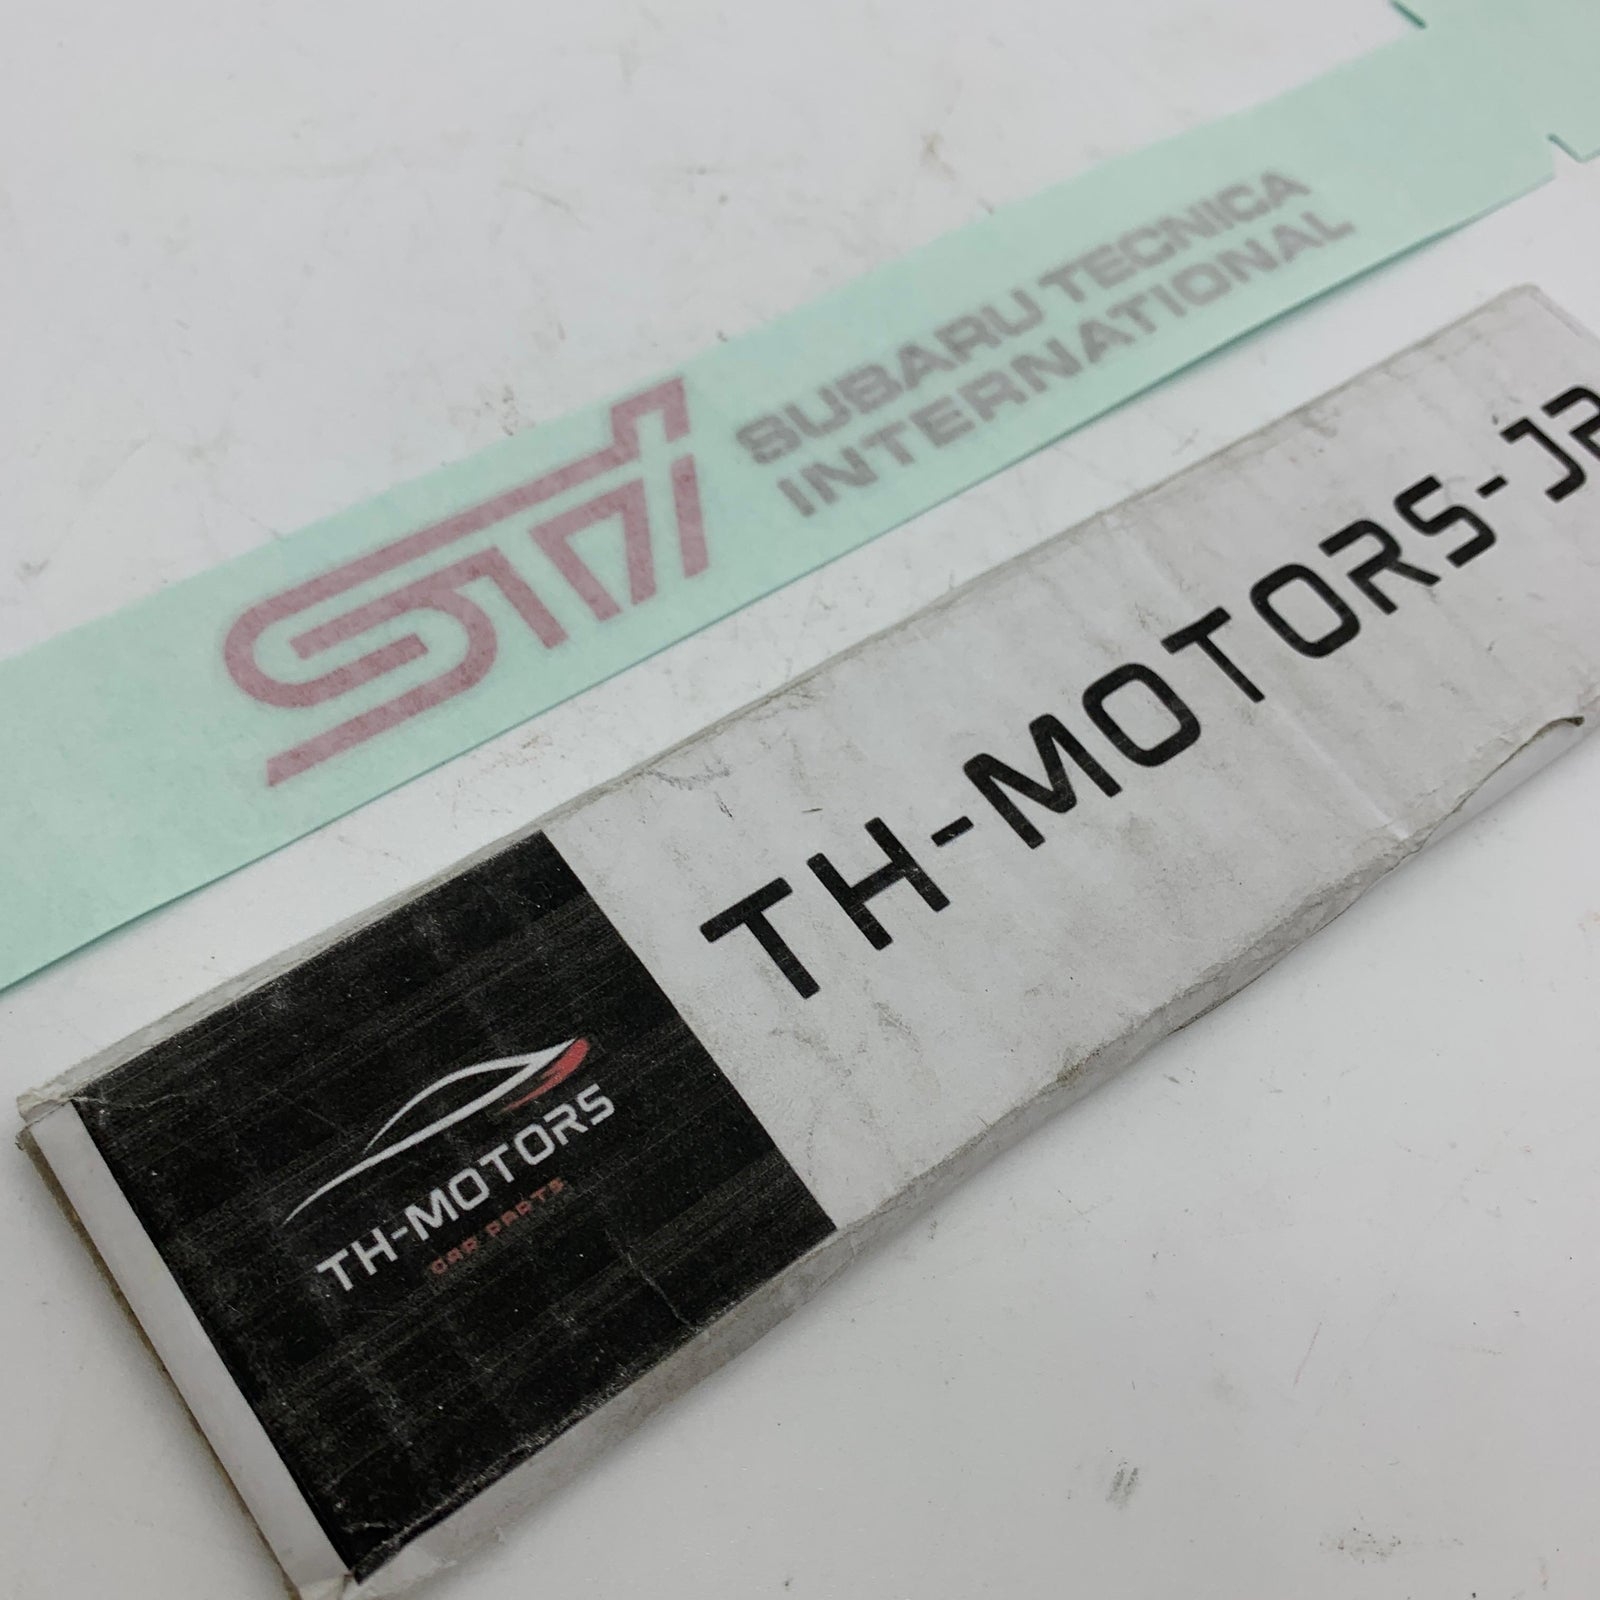 STI
SUBARU TECNICA
INTERNATIONAL
TH-MOTORS-JP
TH-MOTORS
CAR PARTS